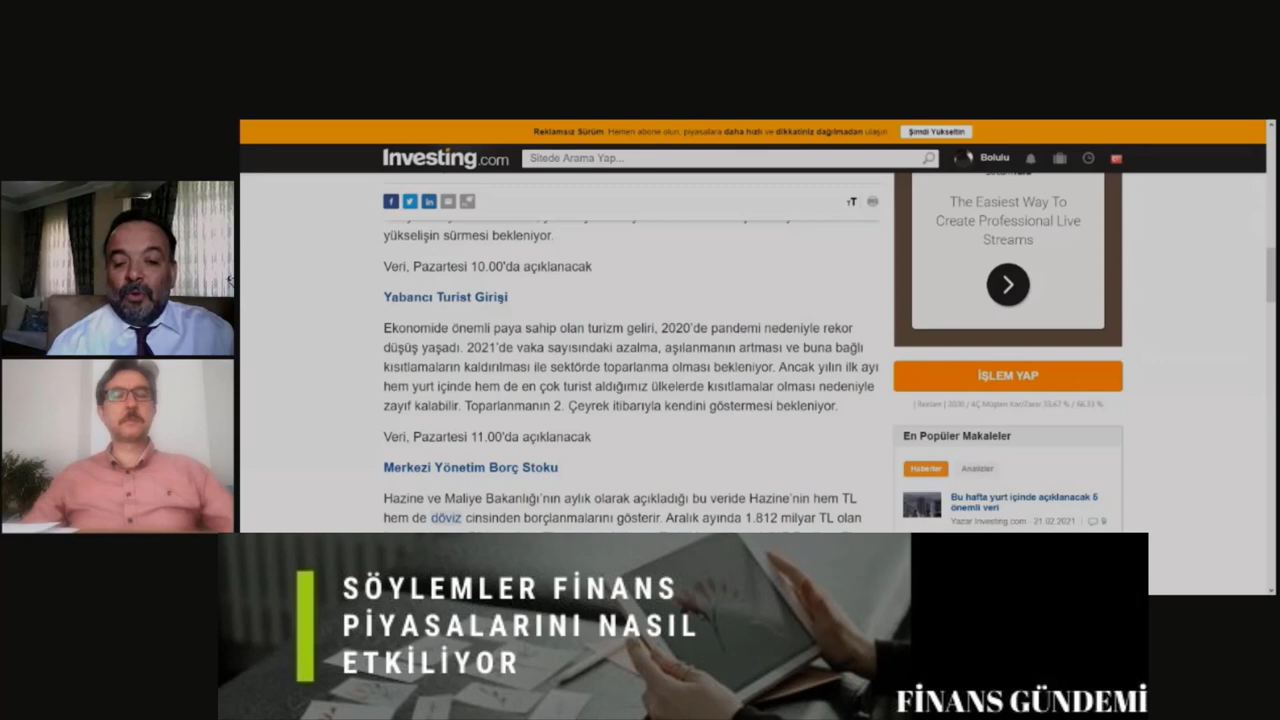 Reklamsız Sürüm. Hemen abone olun, piyasalara daha hızlı ve dikkatiniz dağılmadan ulaşın
Şimdi Yükseltin
Investing.com
Sitede Arama Yap...
Bolulu
The Easiest Way To
Create Professional Live
Streams
yükselişin sürmesi bekleniyor.
Veri, Pazartesi 10.00'da açıklanacak
Yabancı Turist Girişi
Ekonomide önemli paya sahip olan turizm geliri, 2020'de pandemi nedeniyle rekor
düşüş yaşadı. 2021'de vaka sayısındaki azalma, aşılanmanın artması ve buna bağlı
kısıtlamaların kaldırılması ile sektörde toparlanma olması bekleniyor. Ancak yılın ilk ayı
hem yurt içinde hem de en çok turist aldığımız ülkelerde kısıtlamalar olması nedeniyle
zayıf kalabilir. Toparlanmanın 2. Çeyrek itibarıyla kendini göstermesi bekleniyor.
Veri, Pazartesi 11.00'da açıklanacak
Merkezi Yönetim Borç Stoku
Hazine ve Maliye Bakanlığı'nın aylık olarak açıkladığı bu veride Hazine'nin hem TL
hem de döviz cinsinden borçlanmalarını gösterir. Aralık ayında 1.812 milyar TL olan
İŞLEM YAP
En Popüler Makaleler
Haberler
Analizler
Bu hafta yurt içinde açıklanacak 5
önemli veri
Yazar Investing.com - 21.02.2021
SÖYLEMLER FİNANS
PİYASALARINI NASIL
ETKİLİYOR
FİNANS GÜNDEMİ